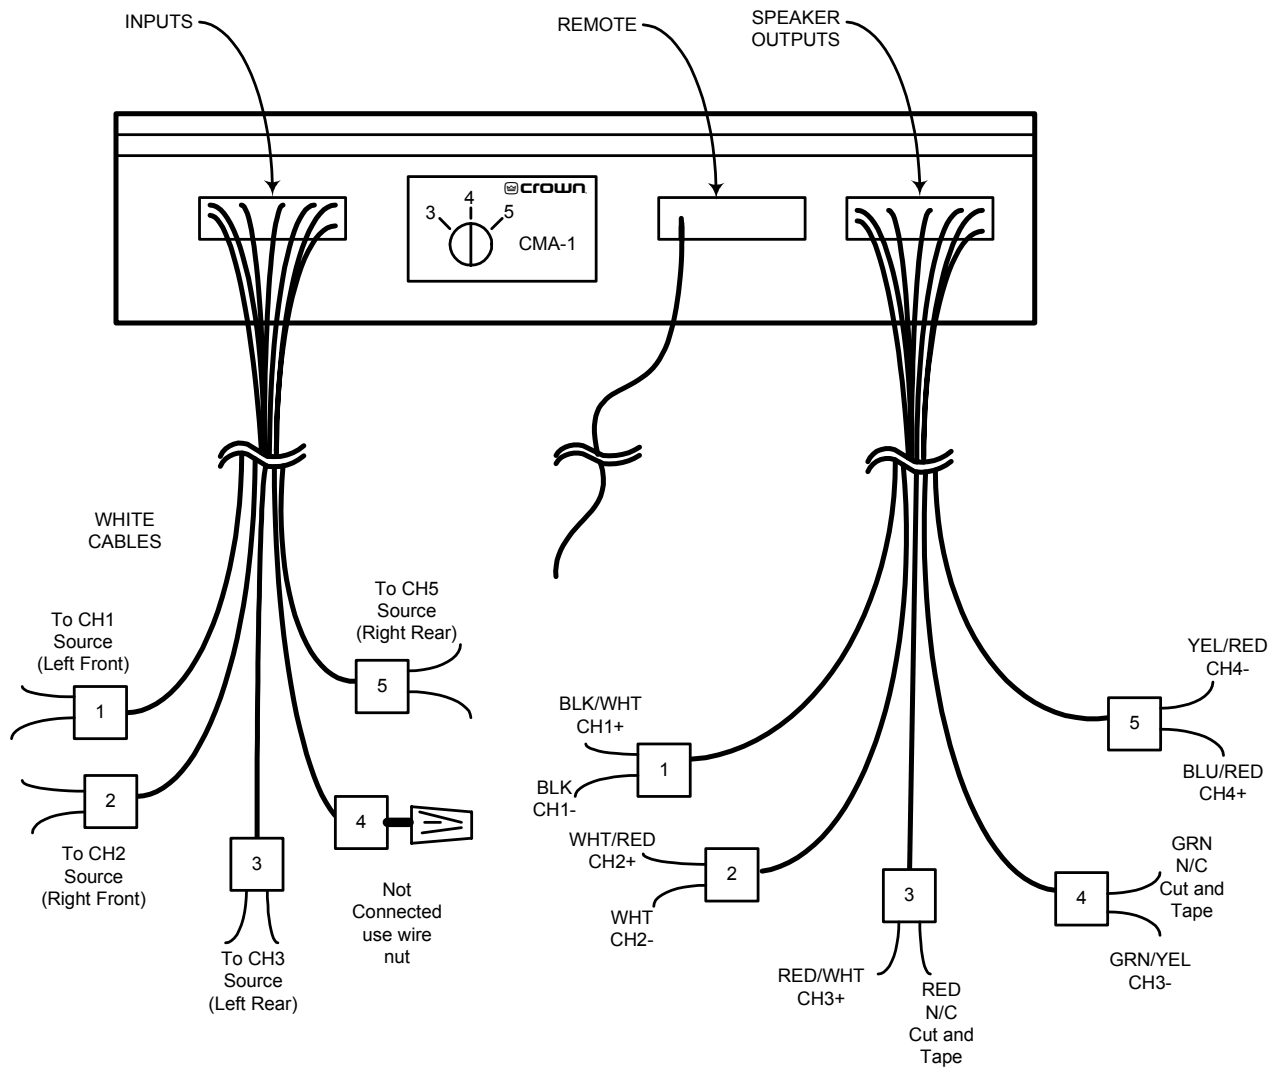 INPUTS
REMOTE
SPEAKER
OUTPUTS
crown
3
4
5
CMA-1
WHITE
CABLES
To CH1
Source
(Left Front)
1
2
To CH2
Source
(Right Front)
3
To CH3
Source
(Left Rear)
To CH5
Source
(Right Rear)
5
4
Not
Connected
use wire
nut
BLK/WHT
CH1+
BLK
CH1-
1
WHT/RED
CH2+
WHT
CH2-
2
3
RED/WHT
CH3+
RED
N/C
Cut and
Tape
YEL/RED
CH4-
5
BLU/RED
CH4+
GRN
N/C
Cut and
Tape
4
GRN/YEL
CH3-